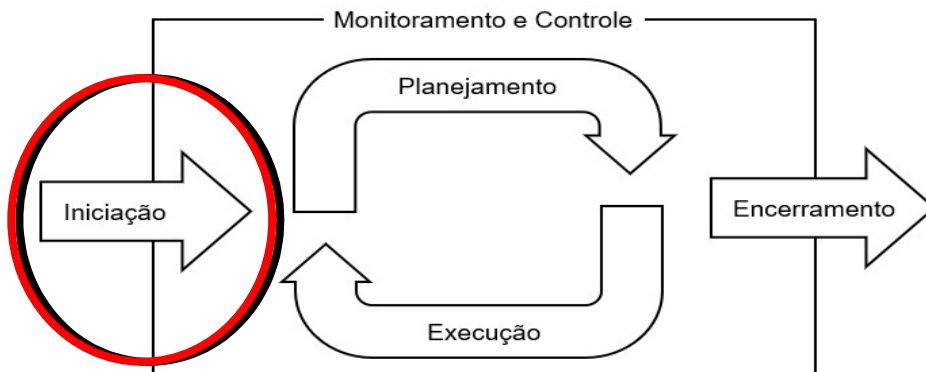 Monitoramento e Controle
Planejamento
Iniciação
Encerramento
Execução